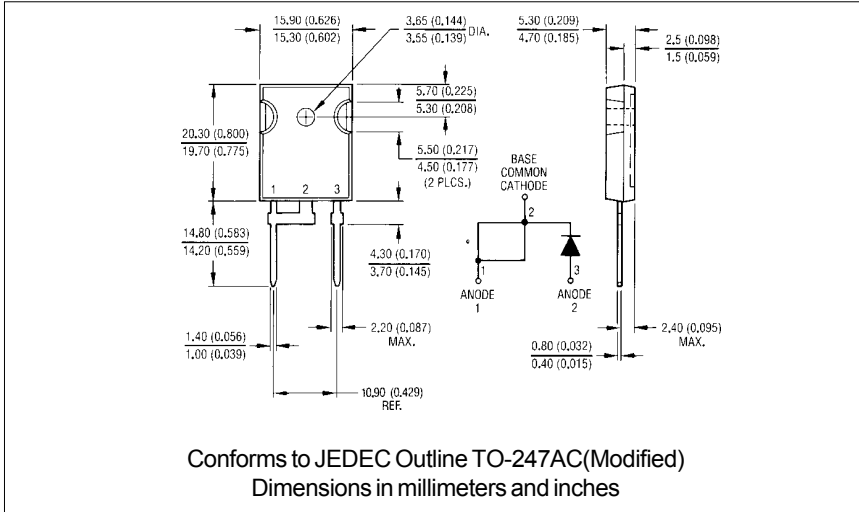 15.90 (0.626)
15.30 (0.602)
3.65 (0.144)
3.55 (0.139)
DIA.
5.30 (0.209)
4.70 (0.185)
2.5 (0.098)
1.5 (0.059)
5.70 (0.225)
5.30 (0.208)
20.30 (0.800)
19.70 (0.775)
5.50 (0.217)
4.50 (0.177)
(2 PLCS.)
BASE
COMMON
CATHODE
1 2 3
2
14.80 (0.583)
14.20 (0.559)
4.30 (0.170)
3.70 (0.145)
1
3
ANODE
1
ANODE
2
1.40 (0.056)
1.00 (0.039)
2.20 (0.087)
MAX.
0.80 (0.032)
0.40 (0.015)
2.40 (0.095)
MAX.
10.90 (0.429)
REF.
Conforms to JEDEC Outline TO-247AC(Modified)
Dimensions in millimeters and inches